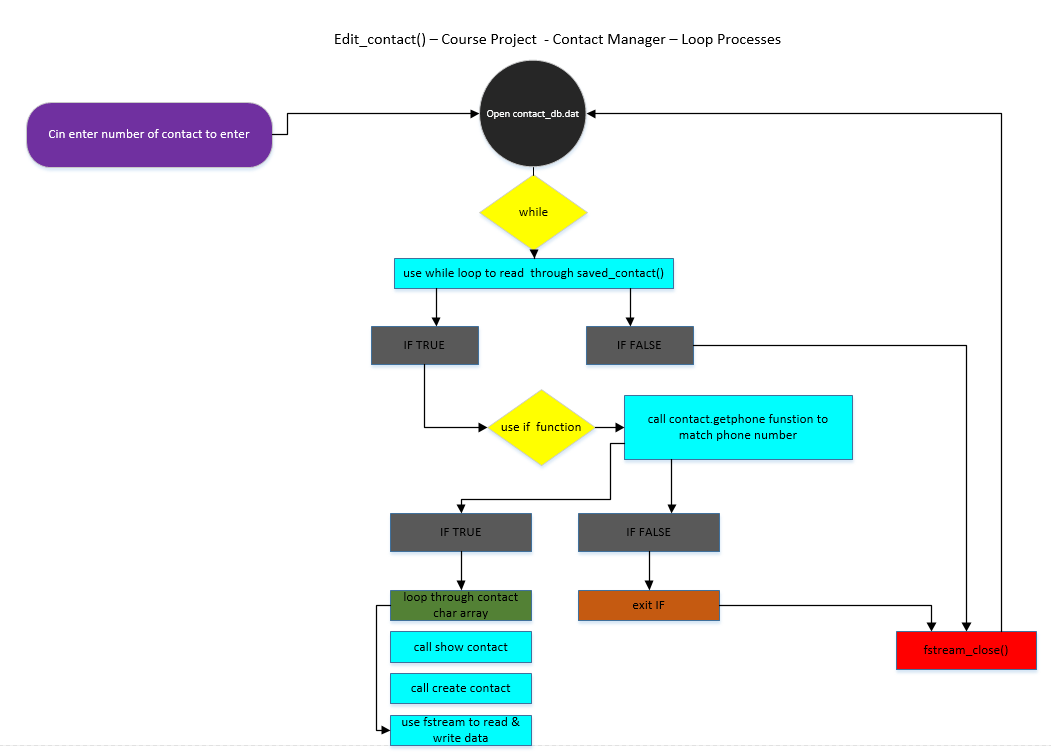 Edit_contact() – Course Project  - Contact Manager – Loop Processes
Cin enter number of contact to enter
Open contact_db.dat
while
use while loop to read  through saved_contact()
IF TRUE
IF FALSE
use if  function
call contact.getphone funstion to
match phone number
IF TRUE
IF FALSE
loop through contact
char array
exit IF
call show contact
fstream_close()
call create contact
use fstream to read &
write data